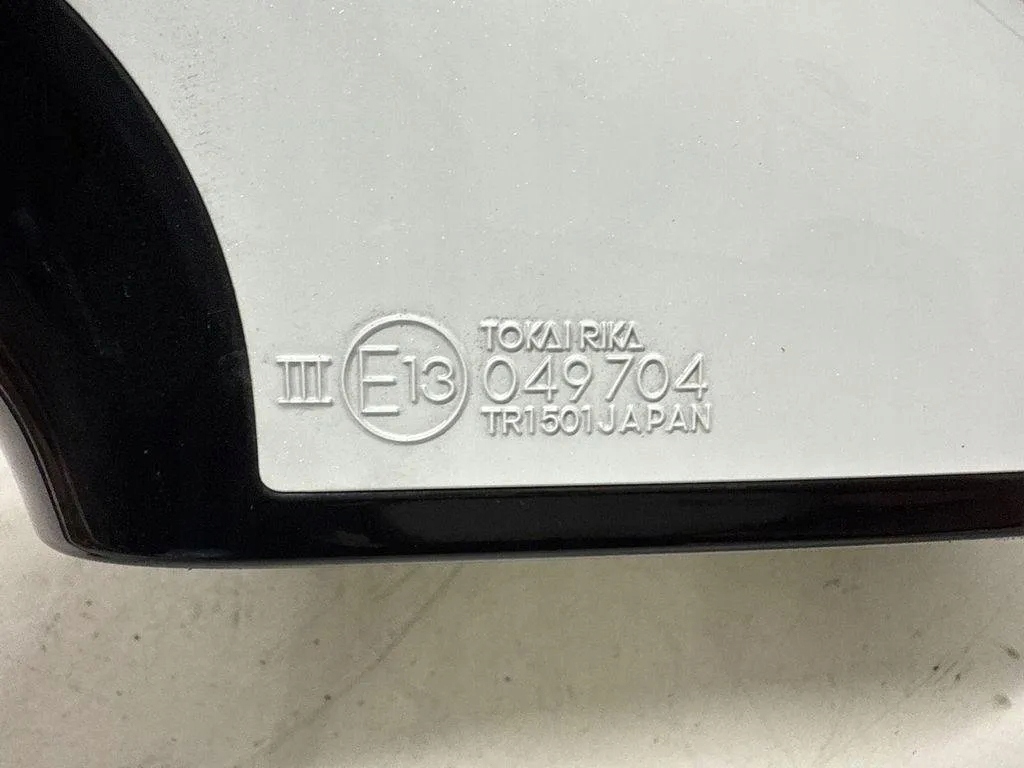 III E13
TOKAI RIKA
049704
TR1501 JAPAN